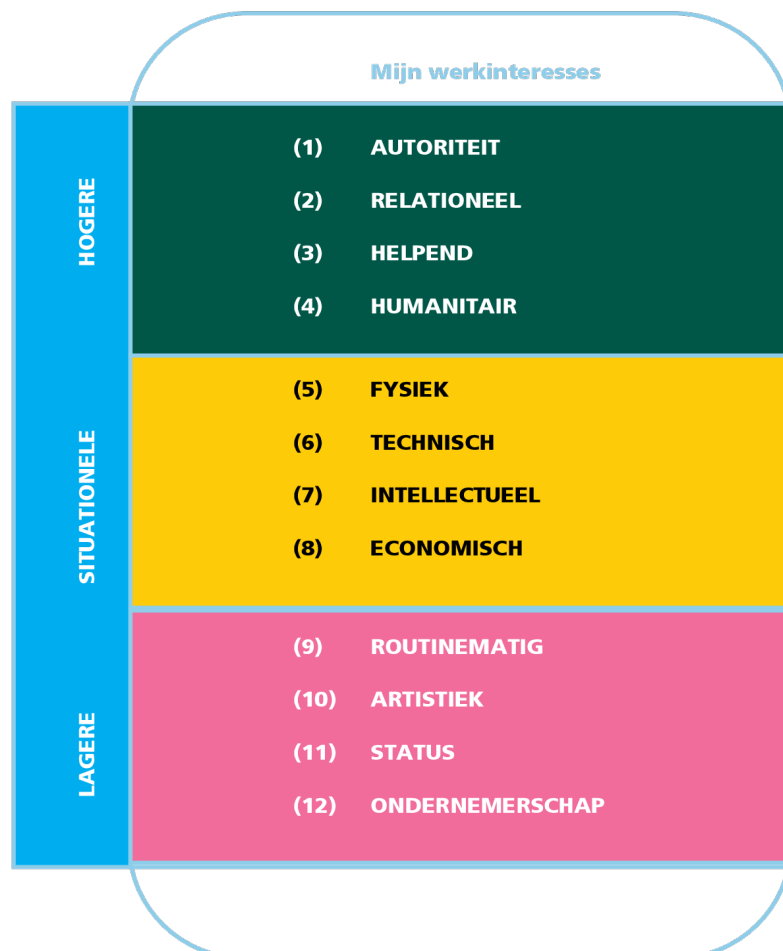 Mijn werkinteresses
HOGERE
(1) AUTORITEIT
(2) RELATIONEEL
(3) HELPEND
(4) HUMANITAIR
SITUATIONELE
(5) FYSIEK
(6) TECHNISCH
(7) INTELLECTUEEL
(8) ECONOMISCH
LAGERE
(9) ROUTINEMATIG
(10) ARTISTIEK
(11) STATUS
(12) ONDERNEMERSCHAP